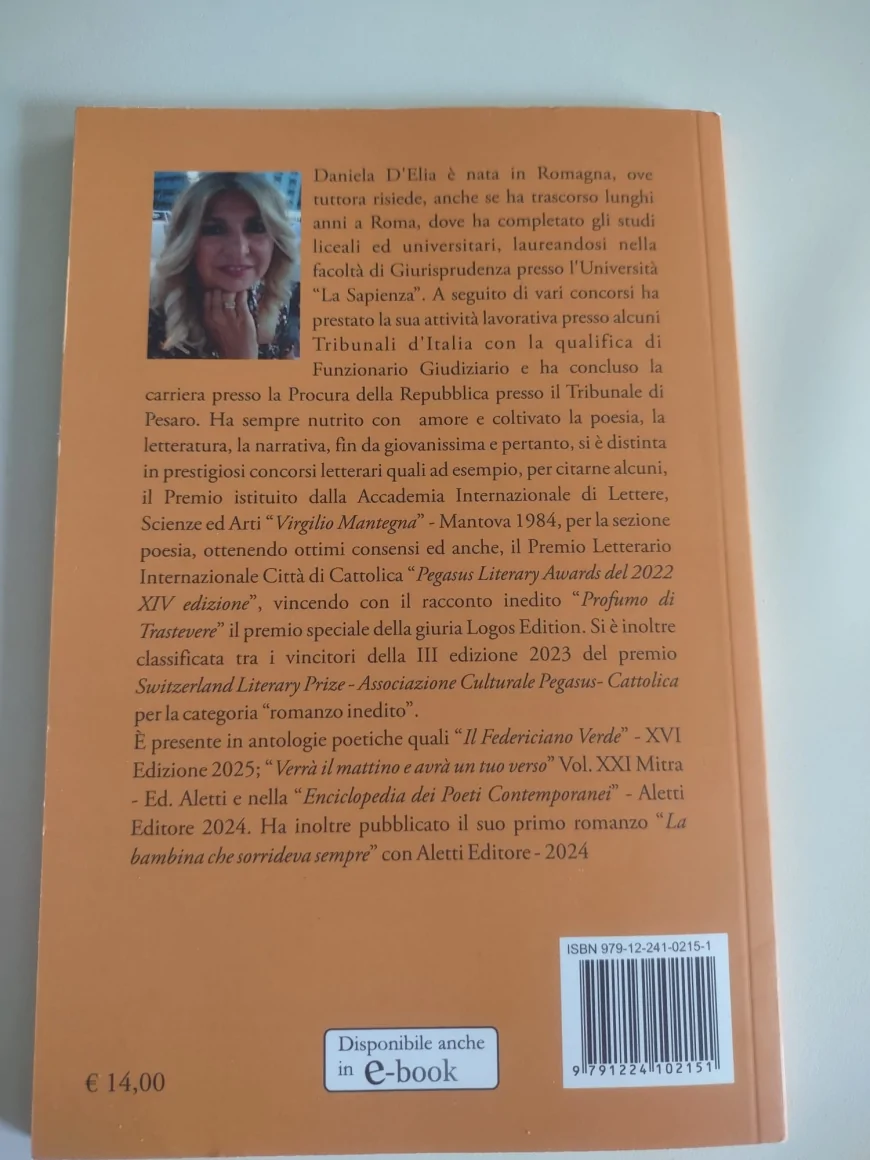 Daniela D'Elia è nata in Romagna, ove
tuttora risiede, anche se ha trascorso lunghi
anni a Roma, dove ha completato gli studi
liceali ed universitari, laureandosi nella
facoltà di Giurisprudenza presso l'Università
“La Sapienza”. A seguito di vari concorsi ha
prestato la sua attività lavorativa presso alcuni
Tribunali d'Italia con la qualifica di
Funzionario Giudiziario e ha concluso la
carriera presso la Procura della Repubblica presso il Tribunale di
Pesaro. Ha sempre nutrito con amore e coltivato la poesia, la
letteratura, la narrativa, fin da giovanissima e pertanto, si è distinta
in prestigiosi concorsi letterari quali ad esempio, per citarne alcuni,
il Premio istituito dalla Accademia Internazionale di Lettere,
Scienze ed Arti “Virgilio Mantegna” - Mantova 1984, per la sezione
poesia, ottenendo ottimi consensi ed anche, il Premio Letterario
Internazionale Città di Cattolica “Pegasus Literary Awards del 2022
XIV edizione”, vincendo con il racconto inedito “Profumo di
Trastevere” il premio speciale della giuria Logos Edition. Si è inoltre
classificata tra i vincitori della III edizione 2023 del premio
Switzerland Literary Prize - Associazione Culturale Pegasus- Cattolica
per la categoria “romanzo inedito”.
È presente in antologie poetiche quali “Il Federiciano Verde” - XVI
Edizione 2025; “Verrà il mattino e avrà un tuo verso” Vol. XXI Mitra
- Ed. Aletti e nella “Enciclopedia dei Poeti Contemporanei” - Aletti
Editore 2024. Ha inoltre pubblicato il suo primo romanzo “La
bambina che sorrideva sempre” con Aletti Editore - 2024
ISBN 979-12-241-0215-1
9 791224 102151
Disponibile anche
in e-book
€ 14,00